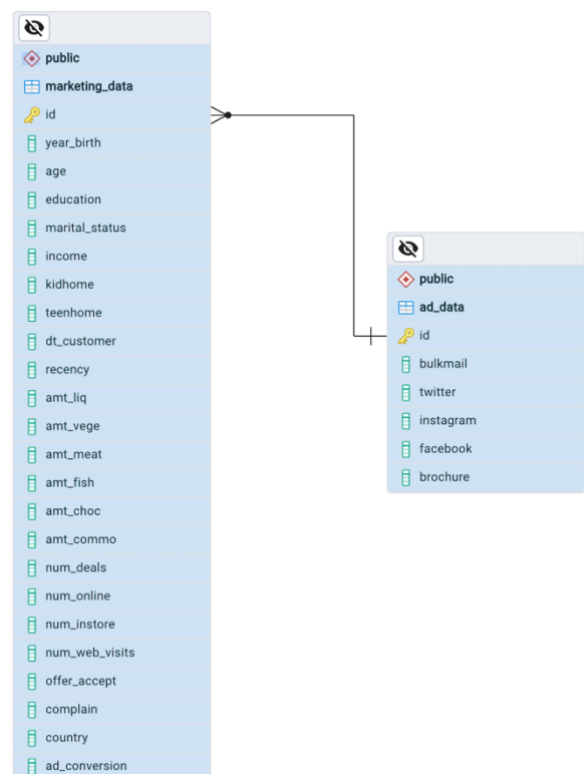 public
marketing_data
id
year_birth
age
education
marital_status
income
kidhome
teenhome
dt_customer
recency
amt_liq
amt_vege
amt_meat
amt_fish
amt_choc
amt_commo
num_deals
num_online
num_instore
num_web_visits
offer_accept
complain
country
ad_conversion
public
ad_data
id
bulkmail
twitter
instagram
facebook
brochure